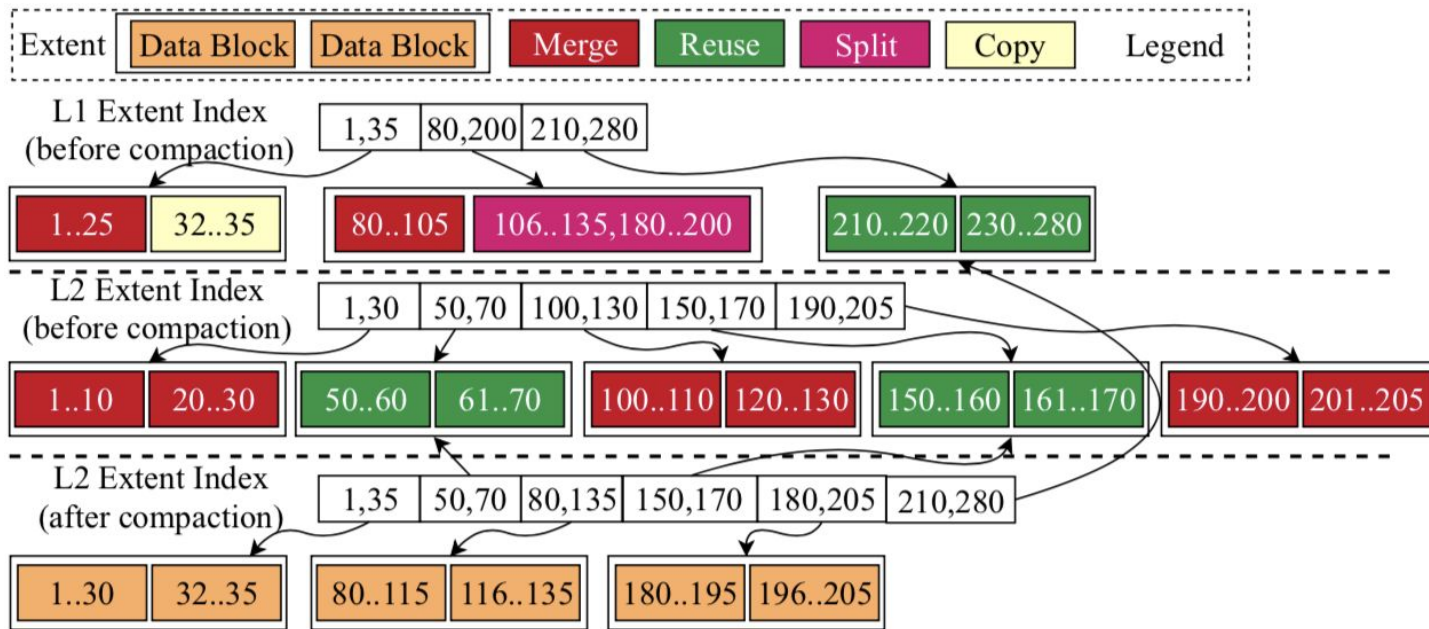 Extent Data Block Data Block Merge Reuse Split Copy Legend
L1 Extent Index
(before compaction)
1,35 80,200 210,280
1..25 32..35 80..105 106..135,180..200 210..220 230..280
L2 Extent Index
(before compaction)
1,30 50,70 100,130 150,170 190,205
1..10 20..30 50..60 61..70 100..110 120..130 150..160 161..170 190..200 201..205
L2 Extent Index
(after compaction)
1,35 50,70 80,135 150,170 180,205 210,280
1..30 32..35 80..115 116..135 180..195 196..205